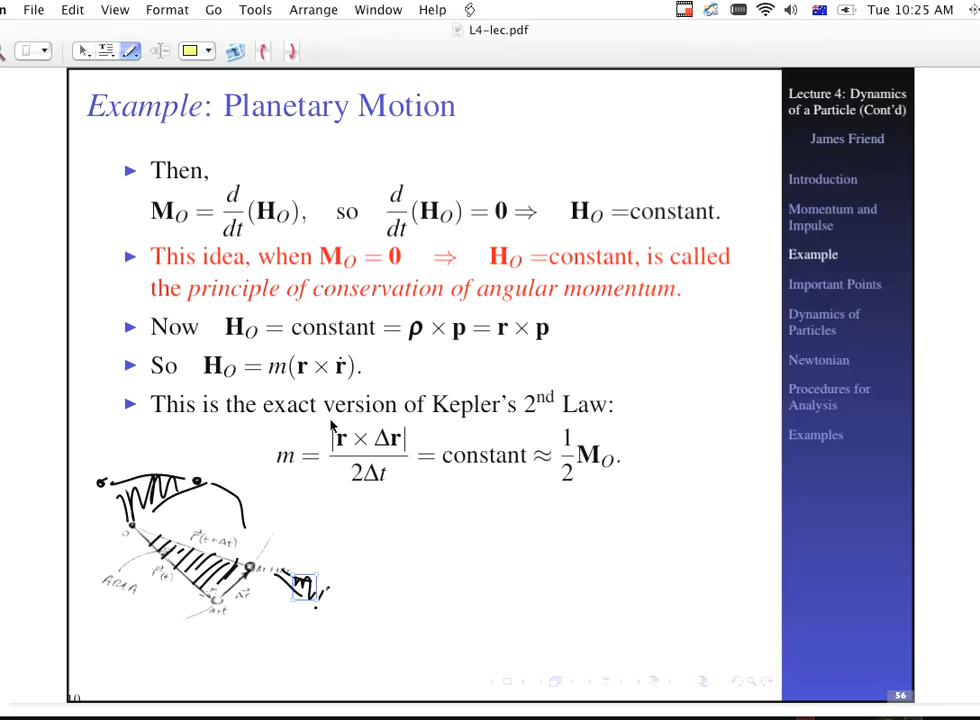 File Edit View Format Go Tools Arrange Window Help Tue 10:25 AM
L4-lec.pdf
Example: Planetary Motion
▶ Then,
M_O = d/dt (H_O), so d/dt (H_O) = 0 ⇒ H_O =constant.
▶ This idea, when M_O = 0 ⇒ H_O =constant, is called
the principle of conservation of angular momentum.
▶ Now H_O = constant = ρ × p = r × p
▶ So H_O = m(r × ṙ).
▶ This is the exact version of Kepler's 2nd Law:
m = |r × Δr| / 2Δt = constant ≈ 1/2 M_O.
O
r⃗(t+Δt)
r⃗(t)
AREA
Δr⃗
At t
m
Lecture 4: Dynamics
of a Particle (Cont'd)
James Friend
Introduction
Momentum and
Impulse
Example
Important Points
Dynamics of
Particles
Newtonian
Procedures for
Analysis
Examples
56